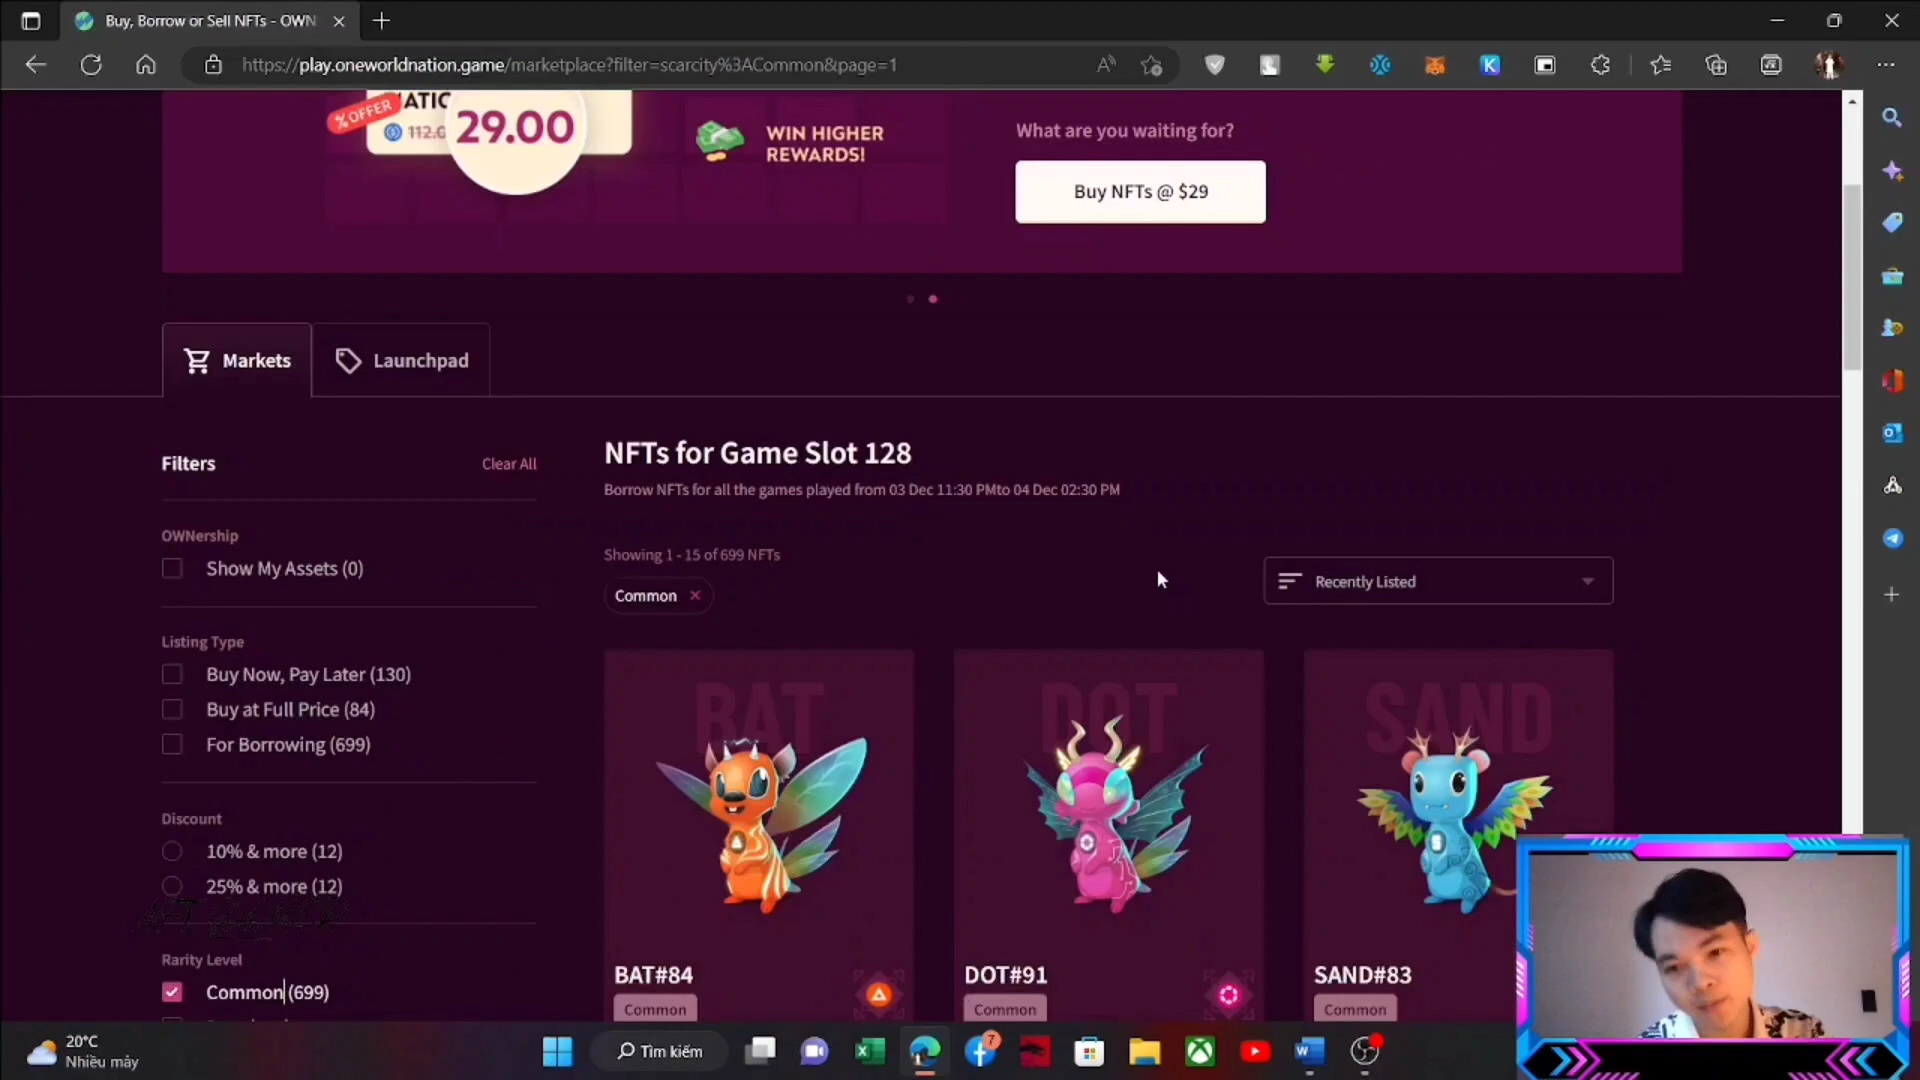 Buy, Borrow or Sell NFTs - OWN
https://play.oneworldnation.game/marketplace?filter=scarcity%3ACommon&page=1
MATIC
%OFFER
29.00
WIN HIGHER
REWARDS!
What are you waiting for?
Buy NFTs @ $29
Markets
Launchpad
Filters
Clear All
OWNership
Show My Assets (0)
Listing Type
Buy Now, Pay Later (130)
Buy at Full Price (84)
For Borrowing (699)
Discount
10% & more (12)
25% & more (12)
Rarity Level
Common (699)
NFTs for Game Slot 128
Borrow NFTs for all the games played from 03 Dec 11:30 PMto 04 Dec 02:30 PM
Showing 1 - 15 of 699 NFTs
Common
Recently Listed
BAT
DOT
SAND
BAT#84
DOT#91
SAND#83
Common
Common
Common
20°C
Nhiều mây
Tìm kiếm
7